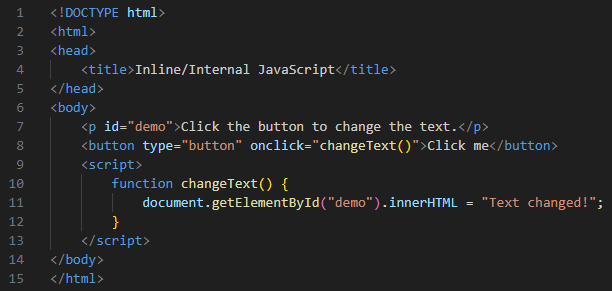 1 <!DOCTYPE html>
2 <html>
3 <head>
4 <title>Inline/Internal JavaScript</title>
5 </head>
6 <body>
7 <p id="demo">Click the button to change the text.</p>
8 <button type="button" onclick="changeText()">Click me</button>
9 <script>
10 function changeText() {
11 document.getElementById("demo").innerHTML = "Text changed!";
12 }
13 </script>
14 </body>
15 </html>